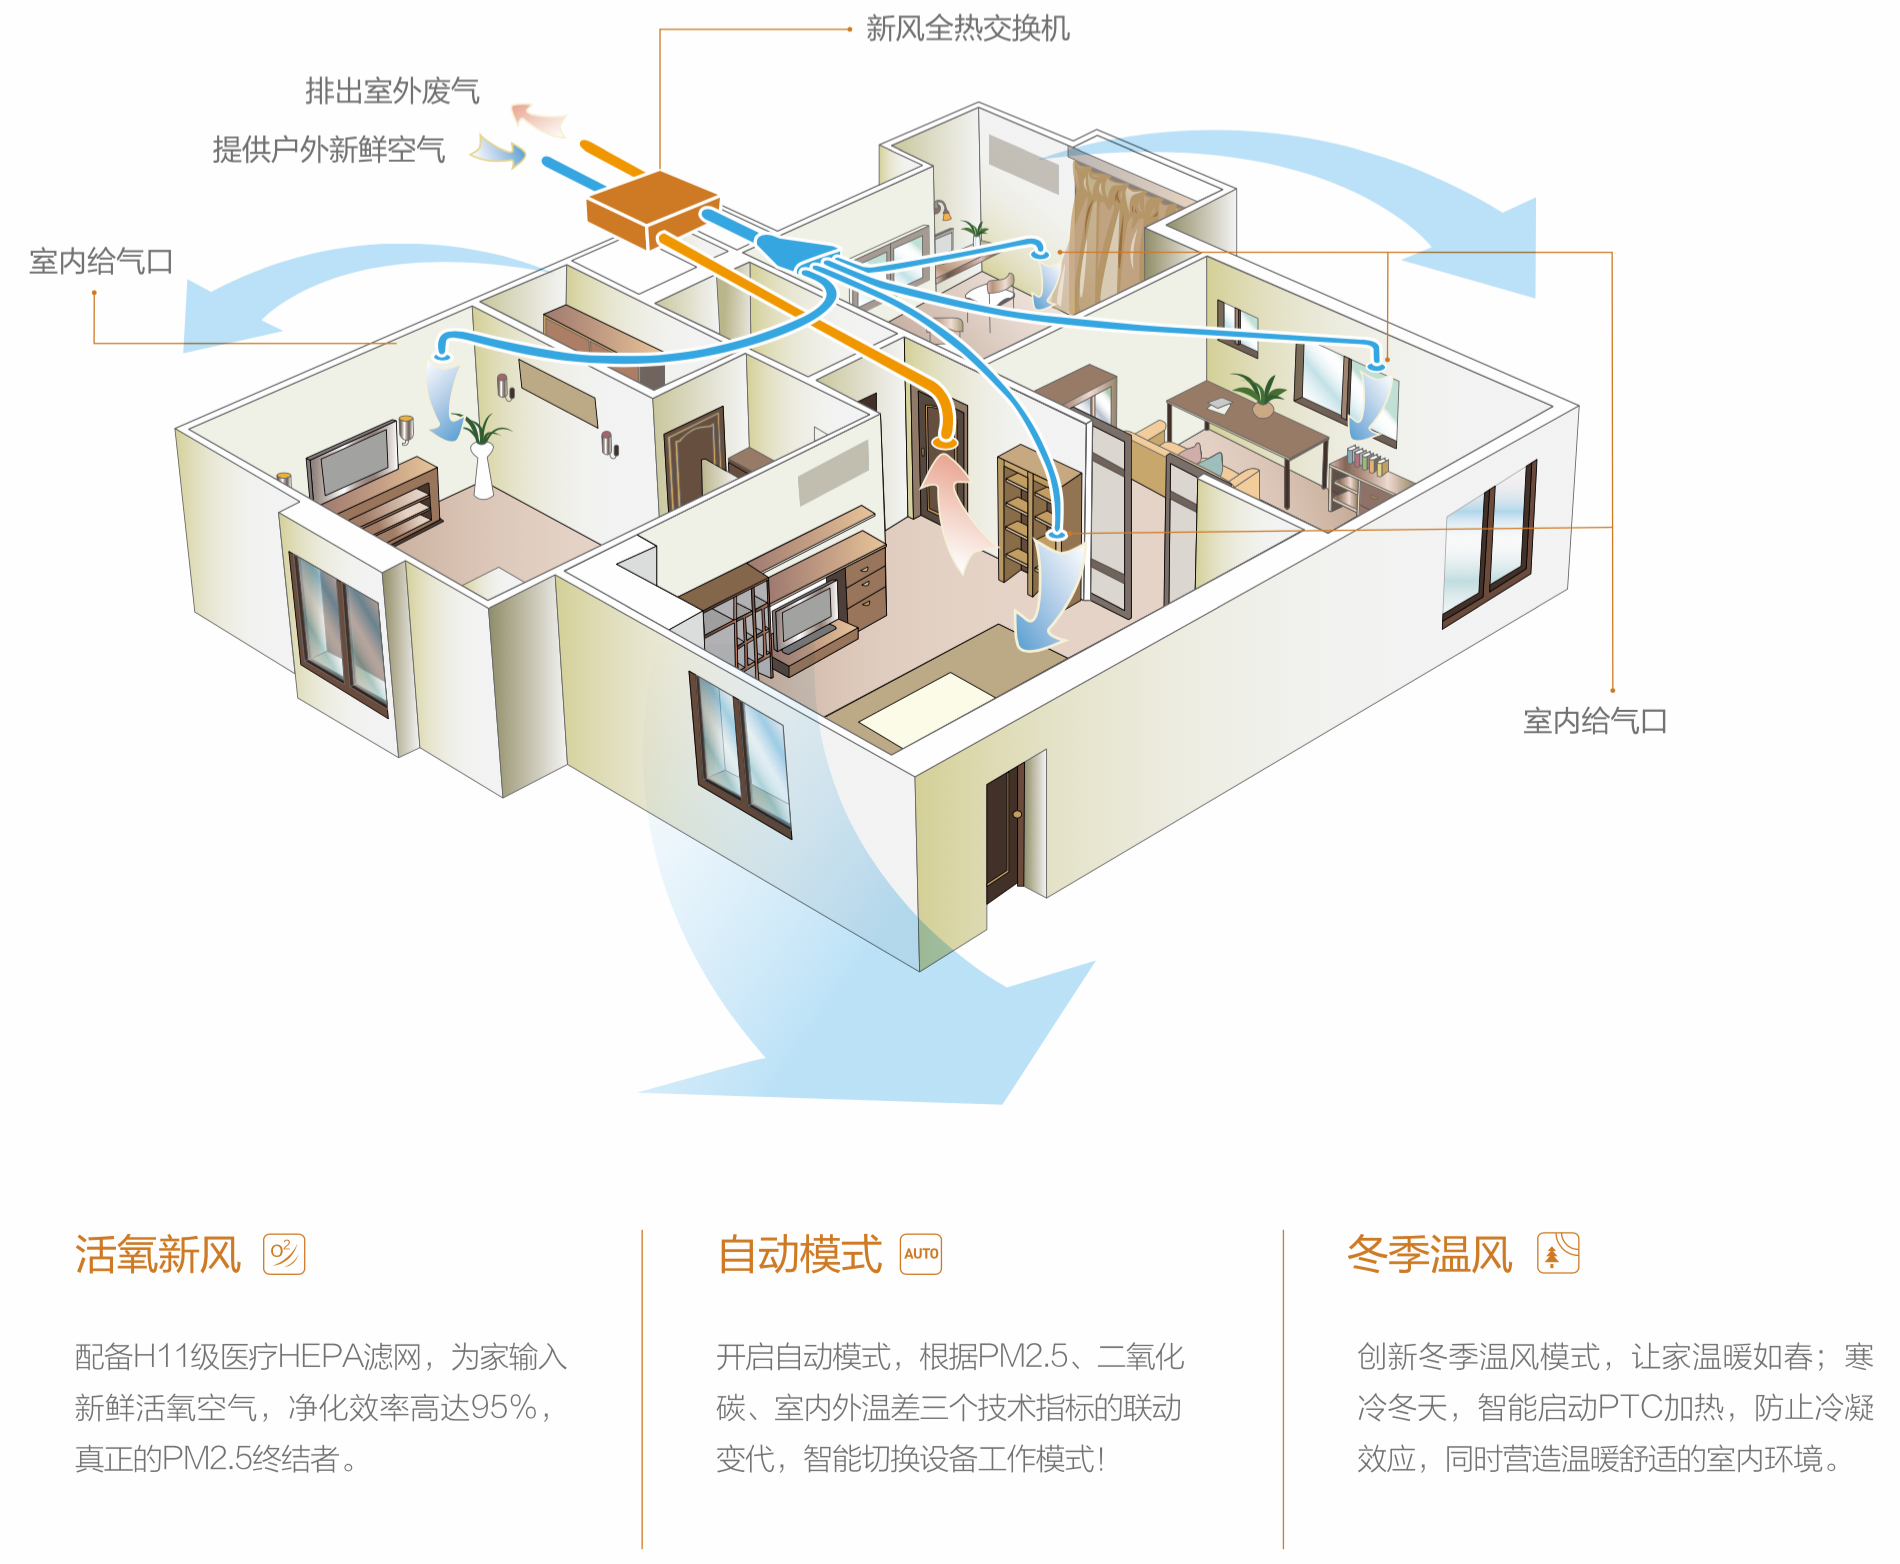 新风全热交换机
排出室外废气
提供户外新鲜空气
室内给气口
室内给气口
活氧新风
O²
配备H11级医疗HEPA滤网，为家输入
新鲜活氧空气，净化效率高达95%，
真正的PM2.5终结者。
自动模式
AUTO
开启自动模式，根据PM2.5、二氧化
碳、室内外温差三个技术指标的联动
变代，智能切换设备工作模式！
冬季温风
创新冬季温风模式，让家温暖如春；寒
冷冬天，智能启动PTC加热，防止冷凝
效应，同时营造温暖舒适的室内环境。